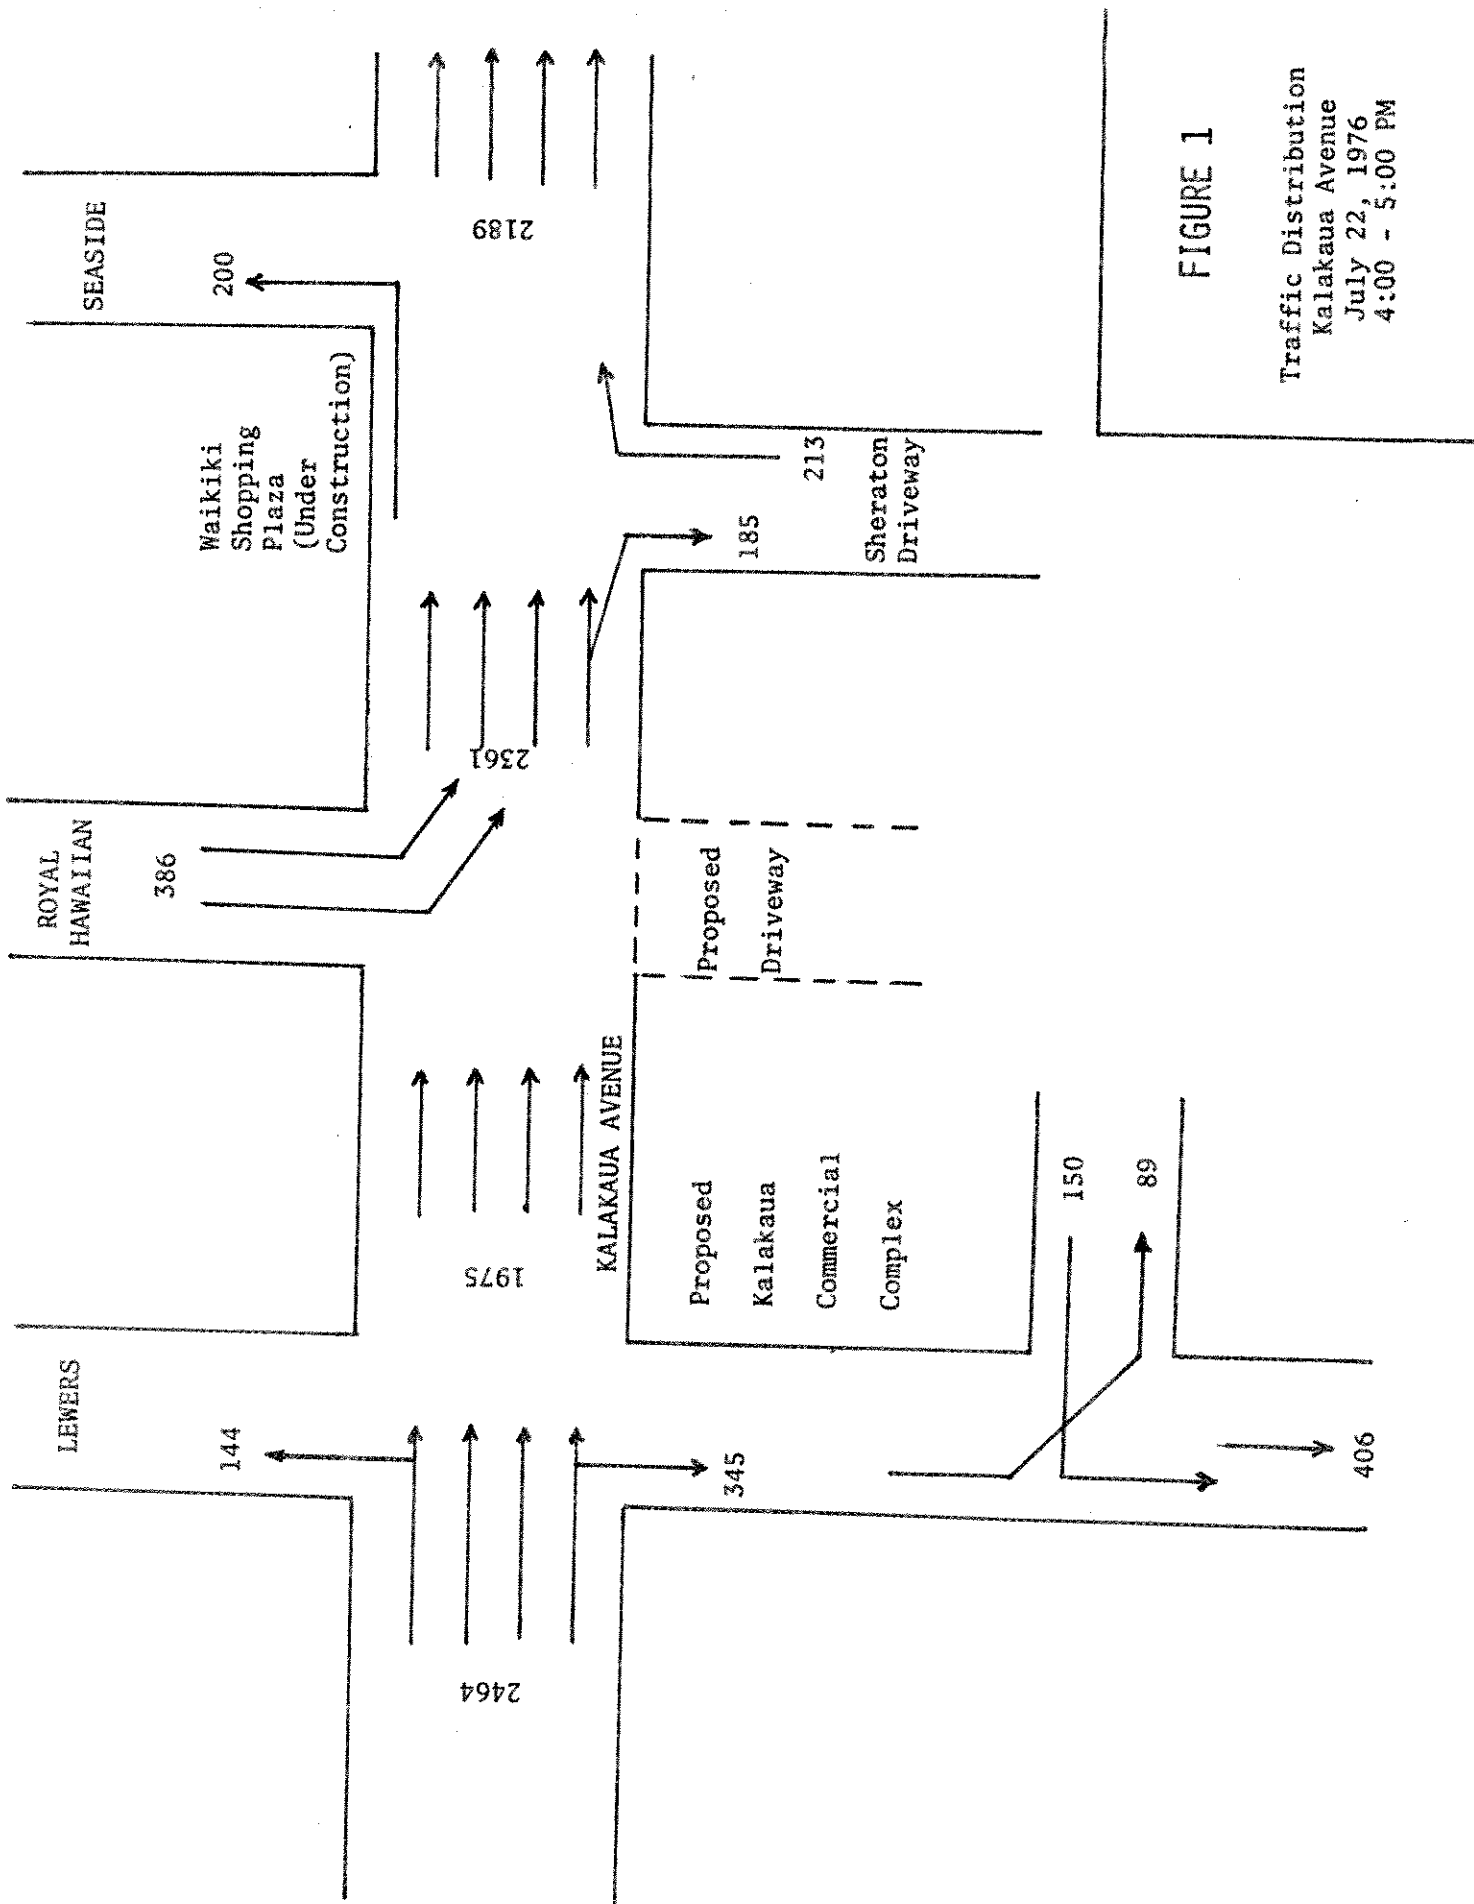 LEWERS
144
ROYAL
HAWAIIAN
386
SEASIDE
200
Waikiki
Shopping
Plaza
(Under
Construction)
2464
1975
2361
2189
KALAKAUA AVENUE
345
Proposed
Kalakaua
Commercial
Complex
Proposed
Driveway
185
213
Sheraton
Driveway
150
89
406
FIGURE 1
Traffic Distribution
Kalakaua Avenue
July 22, 1976
4:00 - 5:00 PM